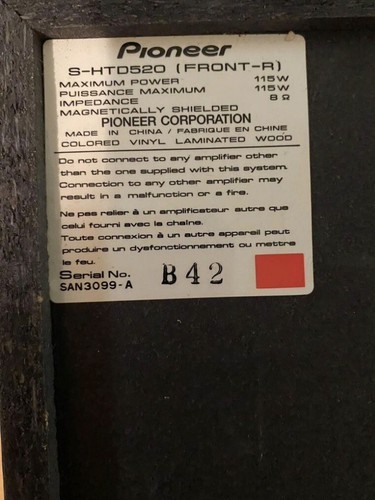 Pioneer
S-HTD520 (FRONT-R)
MAXIMUM POWER 115W
PUISSANCE MAXIMUM 115W
IMPEDANCE 8 Ω
MAGNETICALLY SHIELDED
PIONEER CORPORATION
MADE IN CHINA / FABRIQUE EN CHINE
COLORED VINYL LAMINATED WOOD
Do not connect to any amplifier other
than the one supplied with this system.
Connection to any other amplifier may
result in a malfunction or a fire.
Ne pas relier à un amplificateur autre que
celui fourni avec la chaîne.
Toute connexion à un autre appareil peut
produire un dysfonctionement ou mettre
le feu.
Serial No. B42
SAN3099-A